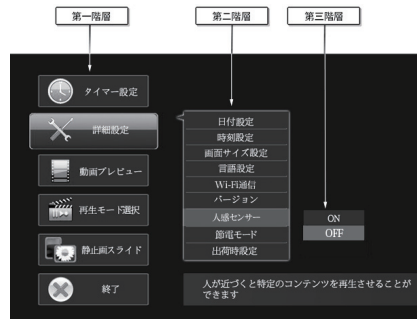 第一階層
第二階層
第三階層
タイマー設定
詳細設定
動画プレビュー
再生モード選択
静止画スライド
終了
日付設定
時刻設定
画面サイズ設定
言語設定
Wi-Fi通信
バージョン
人感センサー
節電モード
出荷時設定
ON
OFF
人が近づくと特定のコンテンツを再生させることが
できます